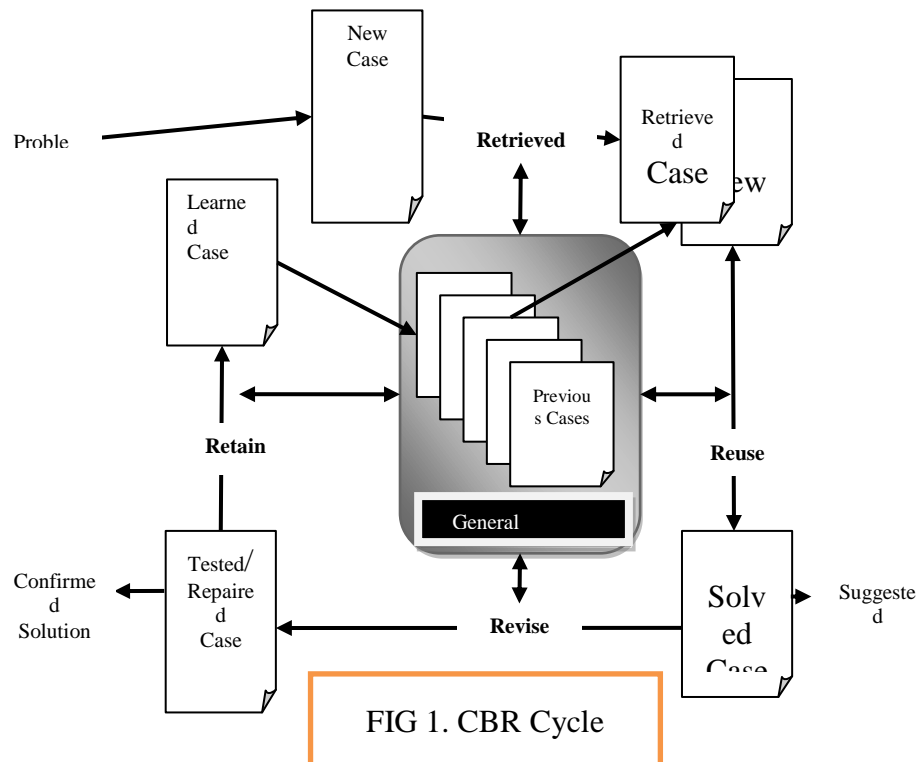 New
Case
Proble
Retrieved
Retrieve
d
Case
Learne
d
Case
Previou
s Cases
Retain
Reuse
General
Tested/
Repaire
d
Case
Confirme
d
Solution
Revise
Solv
ed
Case
Suggeste
d
FIG 1. CBR Cycle